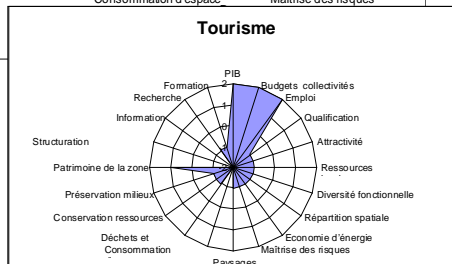 Consommation d'espace Maîtrise des risques
Tourisme
PIB
Formation Budgets collectivités
Recherche Emploi
Information Qualification
Structuration Attractivité
Patrimoine de la zone Ressources
Préservation milieux Diversité fonctionnelle
Conservation ressources Répartition spatiale
Déchets et Economie d'énergie
Consommation Maîtrise des risques
Paysages
2
1
0